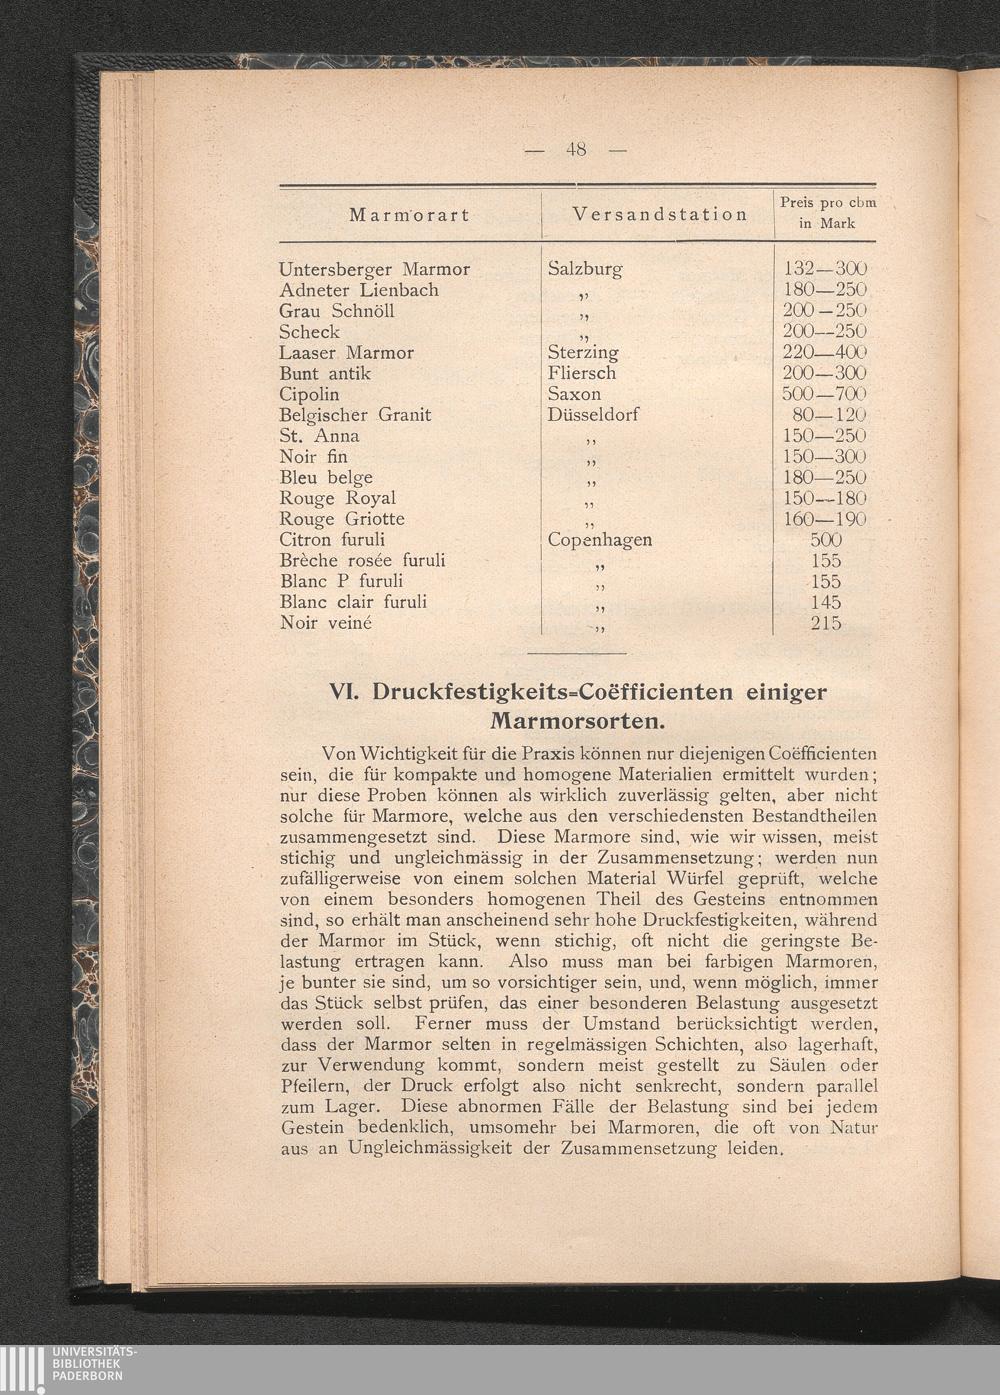 — 48 —
Marmorart Versandstation Preis pro cbm in Mark
Untersberger Marmor Salzburg 132—300
Adneter Lienbach „ 180—250
Grau Schnöll „ 200—250
Scheck „ 200—250
Laaser Marmor Sterzing 220—400
Bunt antik Fliersch 200—300
Cipolin Saxon 500—700
Belgischer Granit Düsseldorf 80—120
St. Anna „ 150—250
Noir fin „ 150—300
Bleu belge „ 180—250
Rouge Royal „ 150—180
Rouge Griotte „ 160—190
Citron furuli Copenhagen 500
Brèche rosée furuli „ 155
Blanc P furuli „ 155
Blanc clair furuli „ 145
Noir veiné „ 215
VI. Druckfestigkeits=Coëfficienten einiger
Marmorsorten.
Von Wichtigkeit für die Praxis können nur diejenigen Coëfficienten
sein, die für kompakte und homogene Materialien ermittelt wurden;
nur diese Proben können als wirklich zuverlässig gelten, aber nicht
solche für Marmore, welche aus den verschiedensten Bestandtheilen
zusammengesetzt sind. Diese Marmore sind, wie wir wissen, meist
stichig und ungleichmässig in der Zusammensetzung; werden nun
zufälligerweise von einem solchen Material Würfel geprüft, welche
von einem besonders homogenen Theil des Gesteins entnommen
sind, so erhält man anscheinend sehr hohe Druckfestigkeiten, während
der Marmor im Stück, wenn stichig, oft nicht die geringste Be-
lastung ertragen kann. Also muss man bei farbigen Marmoren,
je bunter sie sind, um so vorsichtiger sein, und, wenn möglich, immer
das Stück selbst prüfen, das einer besonderen Belastung ausgesetzt
werden soll. Ferner muss der Umstand berücksichtigt werden,
dass der Marmor selten in regelmässigen Schichten, also lagerhaft,
zur Verwendung kommt, sondern meist gestellt zu Säulen oder
Pfeilern, der Druck erfolgt also nicht senkrecht, sondern parallel
zum Lager. Diese abnormen Fälle der Belastung sind bei jedem
Gestein bedenklich, umsomehr bei Marmoren, die oft von Natur
aus an Ungleichmässigkeit der Zusammensetzung leiden.
UNIVERSITÄTS-
BIBLIOTHEK
PADERBORN